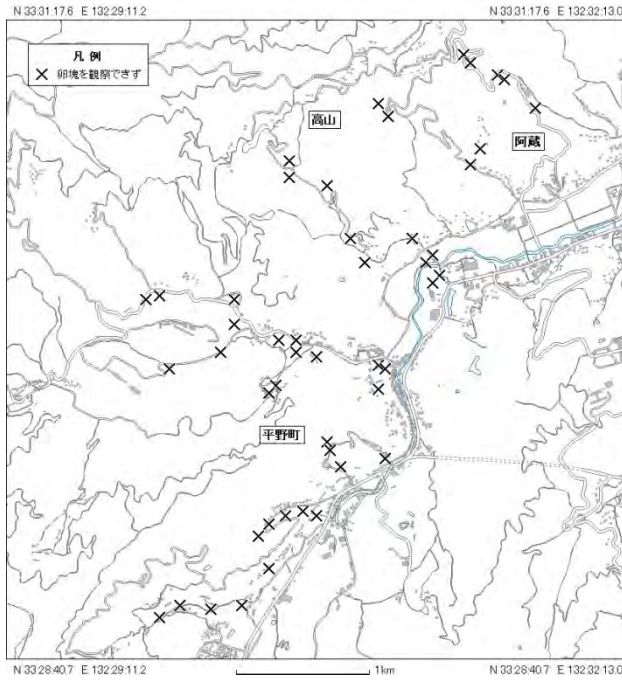 N 33:31:17.6 E 132:29:11.2
N 33:31:17.6 E 132:32:13.0
凡例
× 卵塊を観察できず
高山
阿蔵
平野町
N 33:28:40.7 E 132:29:11.2
1km
N 33:28:40.7 E 132:32:13.0